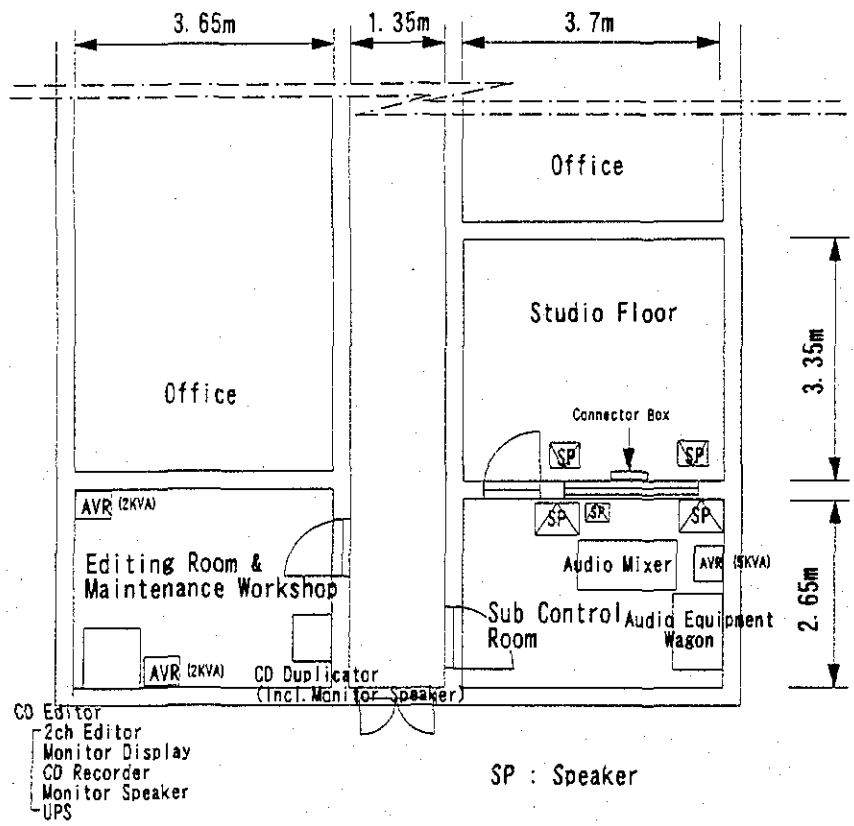 3.65m
1.35m
3.7m
Office
Studio Floor
3.35m
Office
Connector Box
SP
SP
AVR (2KVA)
SP
SP
SP
Editing Room &
Maintenance Workshop
Audio Mixer
AVR (5KVA)
2.65m
Sub Control
Room
Audio Equipment
Wagon
AVR (2KVA)
CD Duplicator
(Incl.Monitor Speaker)
CD Editor
2ch Editor
Monitor Display
CD Recorder
Monitor Speaker
UPS
SP : Speaker